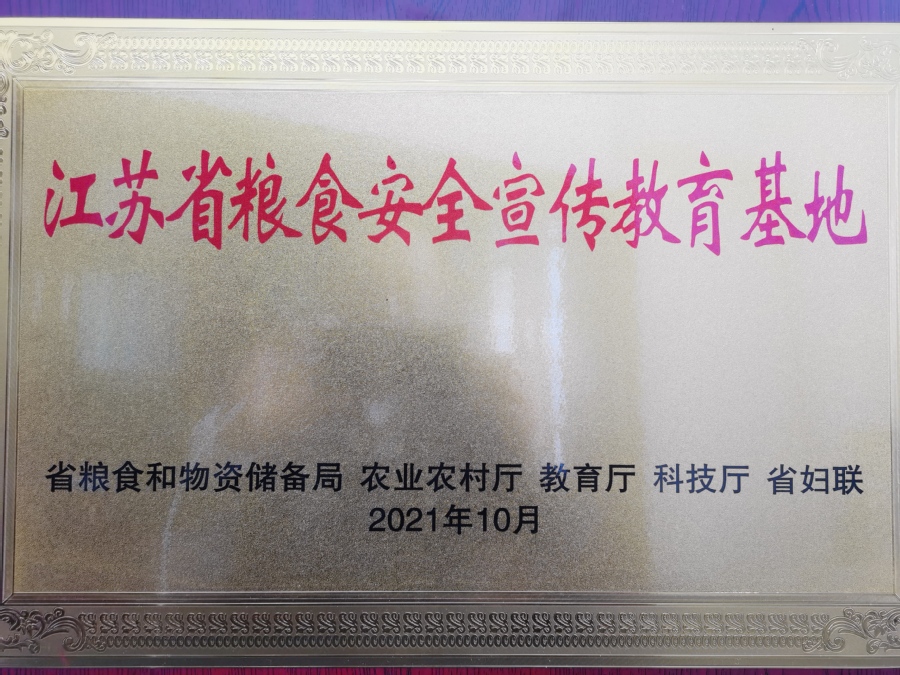 江苏省粮食安全宣传教育基地
省粮食和物资储备局 农业农村厅 教育厅 科技厅 省妇联
2021年10月